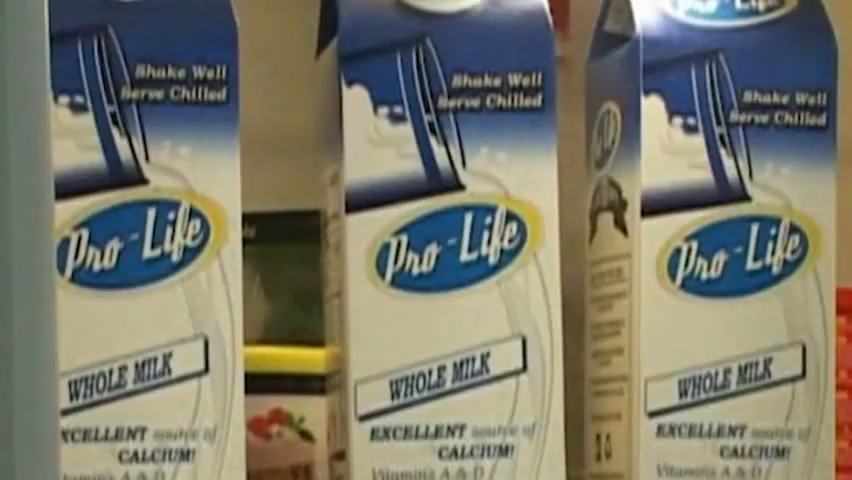 Shake Well
Serve Chilled
Pro-Life
WHOLE MILK
EXCELLENT source of
CALCIUM!
Vitamins A & D
Shake Well
Serve Chilled
Pro-Life
WHOLE MILK
EXCELLENT source of
CALCIUM!
Vitamins A & D
Pro-Life
Shake Well
Serve Chilled
Pro-Life
WHOLE MILK
EXCELLENT source of
CALCIUM!
Vitamins A & D